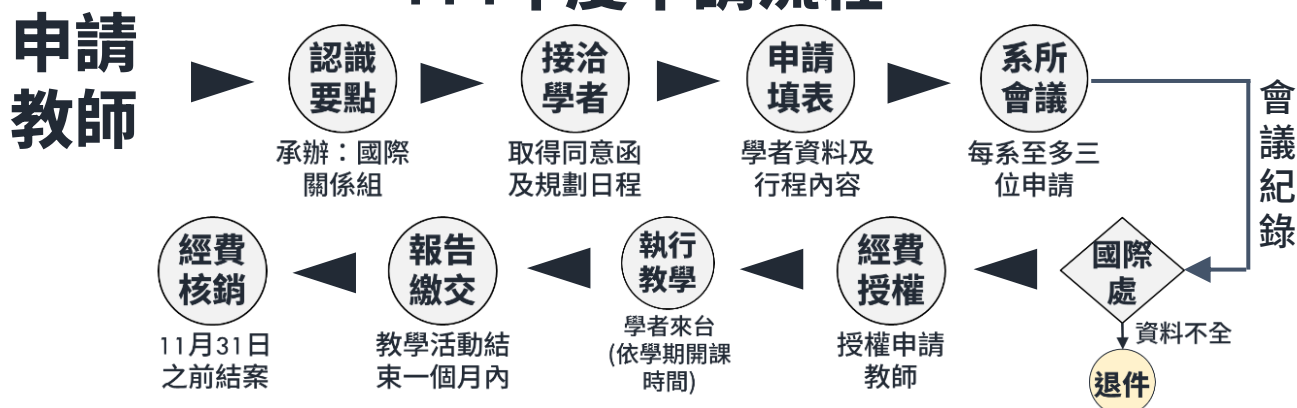 申請
教師
認識
要點
承辦：國際
關係組
接洽
學者
取得同意函
及規劃日程
申請
填表
學者資料及
行程內容
系所
會議
每系至多三
位申請
會議紀錄
國際
處
資料不全
退件
經費
授權
授權申請
教師
執行
教學
學者來台
(依學期開課
時間)
報告
繳交
教學活動結
束一個月內
經費
核銷
11月31日
之前結案